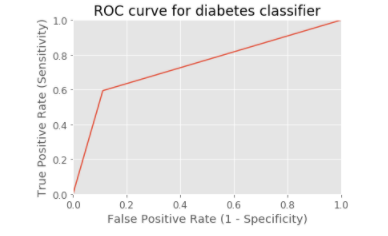 ROC curve for diabetes classifier
True Positive Rate (Sensitivity)
1.0
0.8
0.6
0.4
0.2
0.0
0.0 0.2 0.4 0.6 0.8 1.0
False Positive Rate (1 - Specificity)